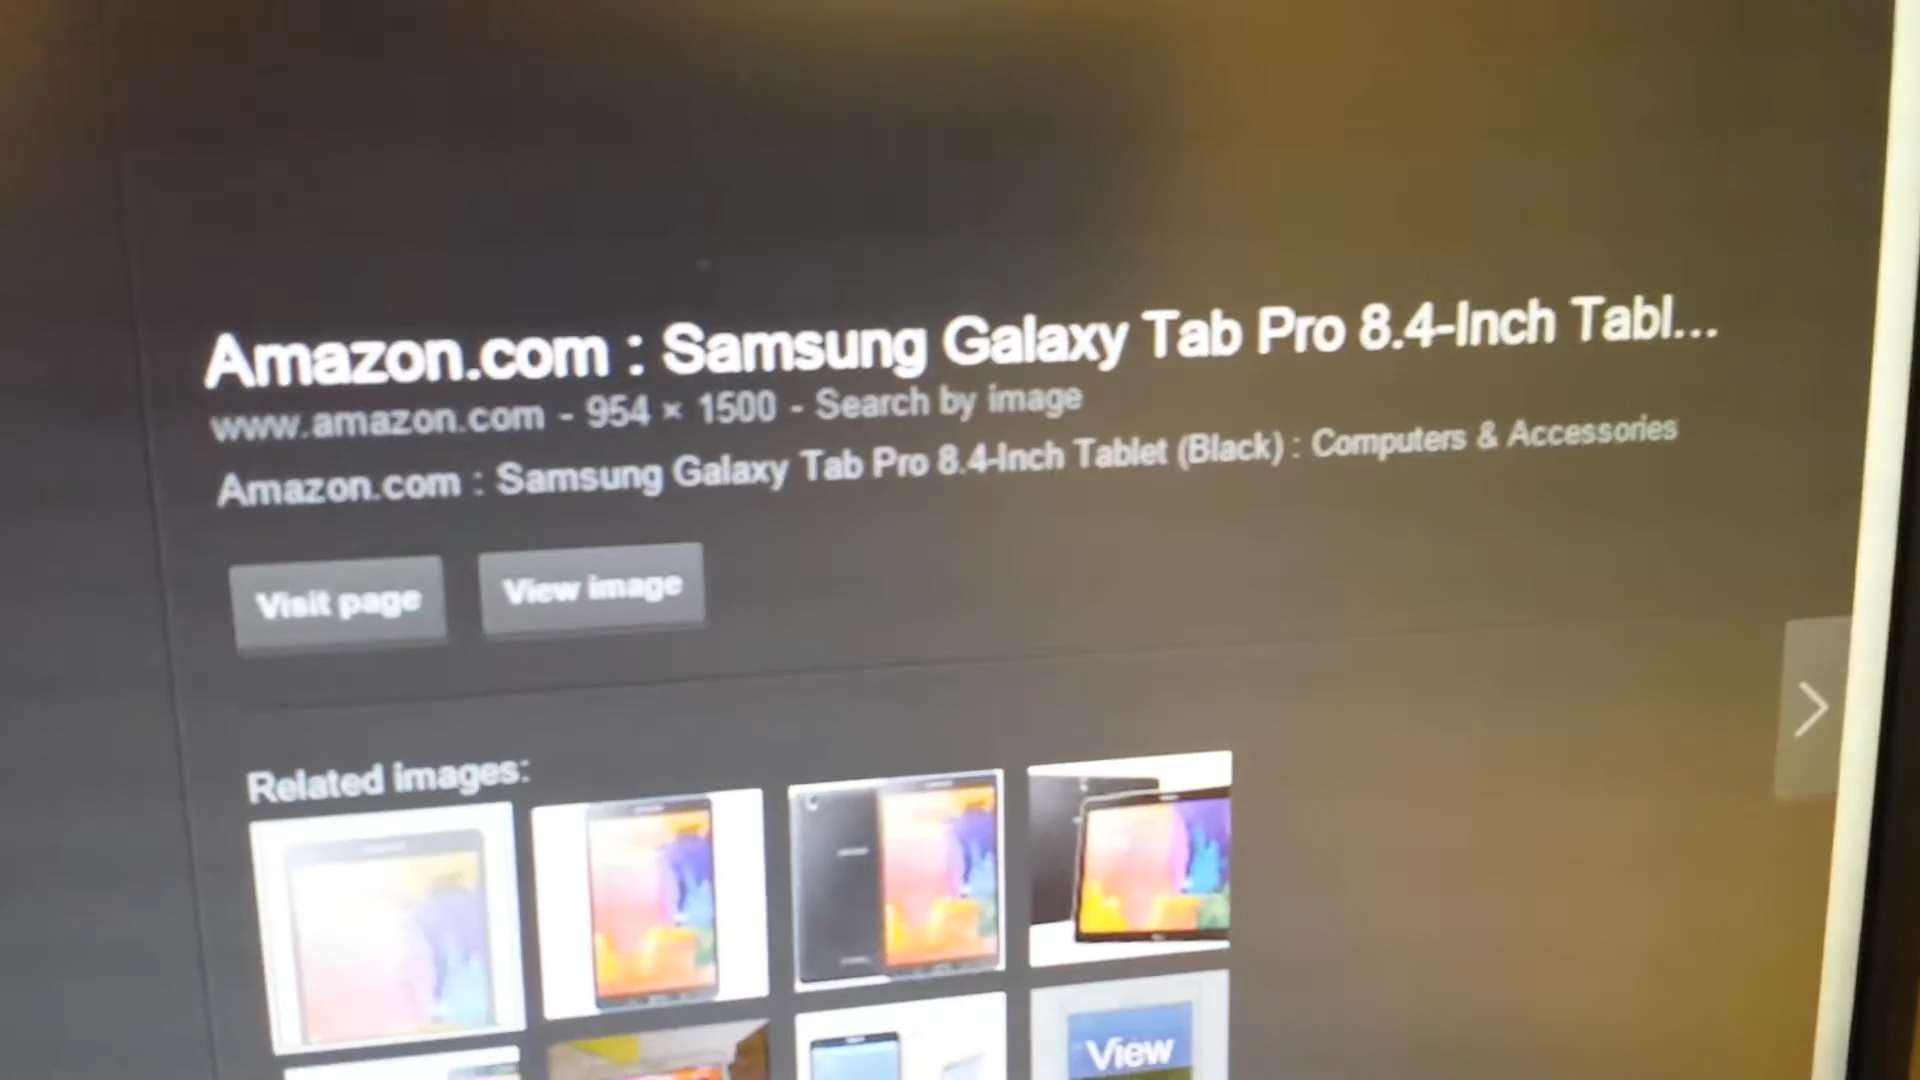 Amazon.com : Samsung Galaxy Tab Pro 8.4-Inch Tabl...
www.amazon.com - 954 × 1500 - Search by image
Amazon.com : Samsung Galaxy Tab Pro 8.4-Inch Tablet (Black) : Computers & Accessories
Visit page
View image
Related images:
View